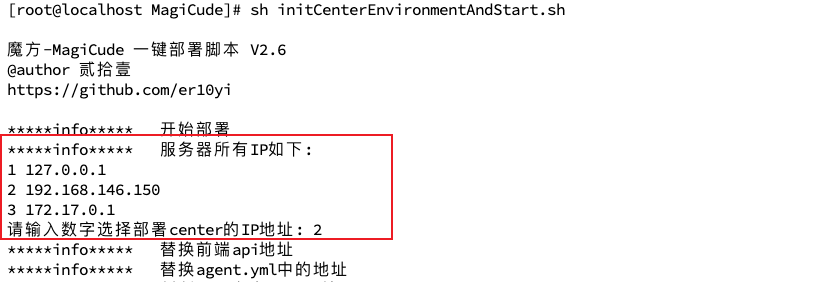 [root@localhost MagiCude]# sh initCenterEnvironmentAndStart.sh
魔方-MagiCude 一键部署脚本 V2.6
@author 贰拾壹
https://github.com/er10yi
*****info***** 开始部署
*****info***** 服务器所有IP如下:
1 127.0.0.1
2 192.168.146.150
3 172.17.0.1
请输入数字选择部署center的IP地址: 2
*****info***** 替换前端api地址
*****info***** 替换agent.yml中的地址